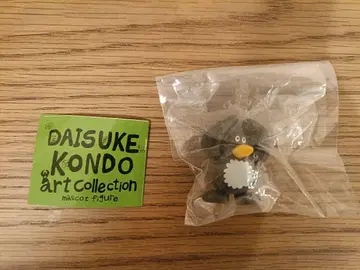 DAISUKE
KONDO
art collection
mascot figure